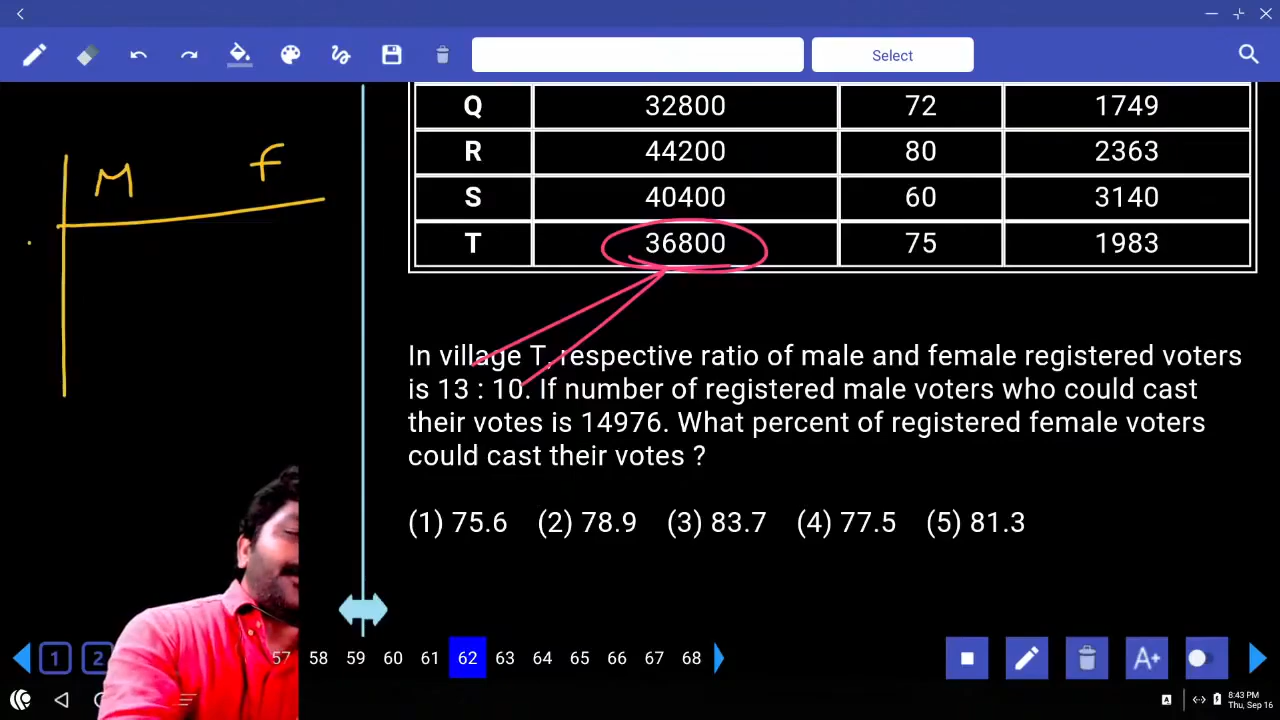 Select
Q 32800 72 1749
R 44200 80 2363
S 40400 60 3140
T 36800 75 1983
M F
In village T, respective ratio of male and female registered voters
is 13 : 10. If number of registered male voters who could cast
their votes is 14976. What percent of registered female voters
could cast their votes ?
(1) 75.6 (2) 78.9 (3) 83.7 (4) 77.5 (5) 81.3
1 2 57 58 59 60 61 62 63 64 65 66 67 68 A+
A 8:43 PM
Thu, Sep 16